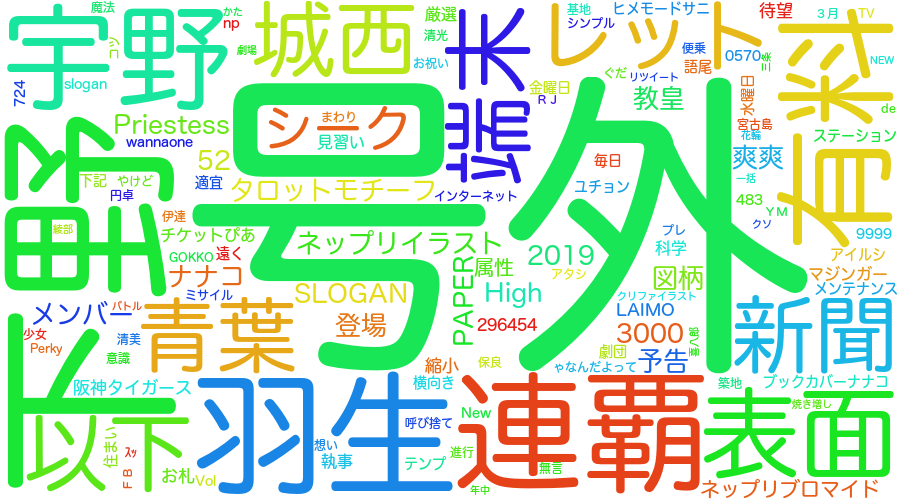 魔法
かた
np
厳選
基地
ヒメモードサニ
待望
3月
TV
宇野
コツ
劇場
城西
清光
お祝い
端末
シンプル
レット
便乗
0570
三条
語尾
NEW
有料
724
slogan
Priestess
wannaone
号外
まわり
シーク
見習い
金曜日
RJ
ぐだ
リツイート
教皇
水曜日
宮古島
花輪
de
ステーション
野
52
下記
やけど
円卓
適宜
タロットモチーフ
インターネット
毎日
ユチョン
爽爽
一括
483
YM
クソ
9999
綾部
伊達
チケットぴあ
GOKKO
遠く
ネップリイラスト
属性
2019
アタシ
プレ
科学
図柄
アイルシ
マジンガー
メンテナンス
ナナコ
ミサイル
SLOGAN
PAPER
High
クリファイラスト
LAIMO
メンバー
バトル
少女
Perky
清美
意識
青葉
登場
296454
3000
喜八郎
新聞
下
阪神タイガース
縮小
横向き
保良
劇団
ゃなんだよって
予告
築地
ブックカバーナナコ
焼き増し
以下
住まい
FB
ｽｯ
お札
Vol
羽生
想い
執事
呼び捨て
New
テンプ
進行
年中
無言
連覇
表面
ネップリブロマイド